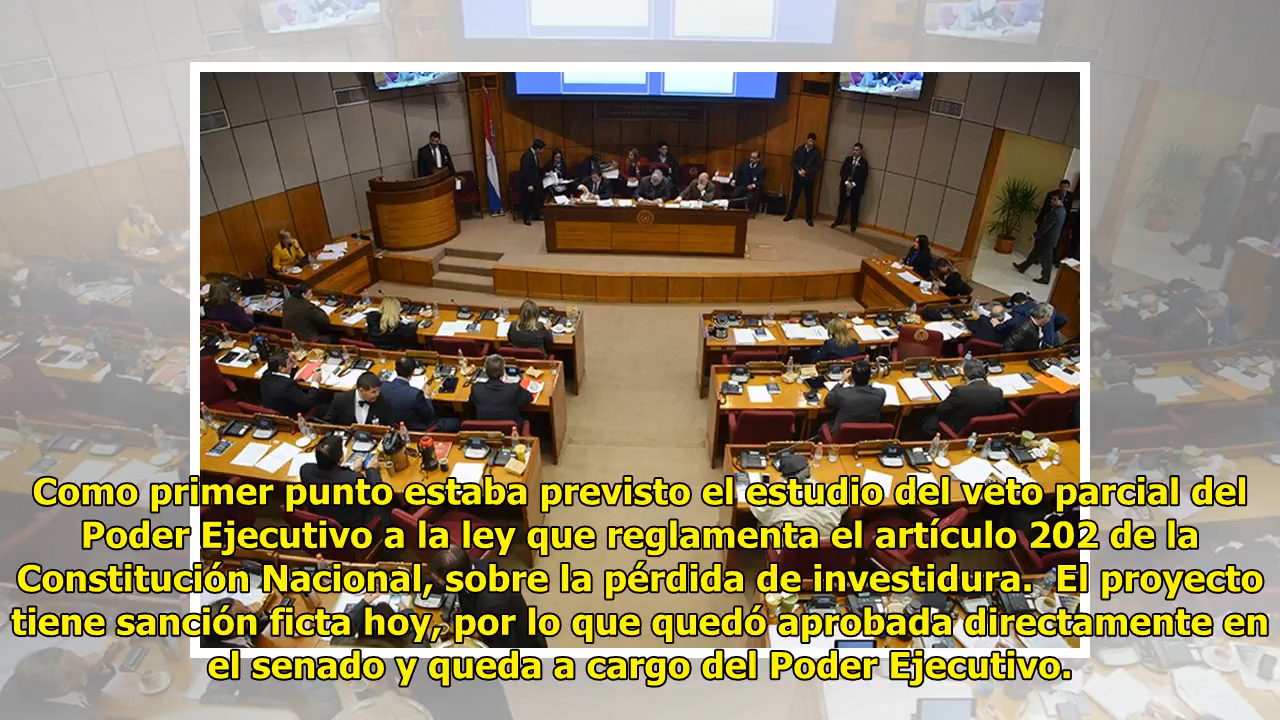 Como primer punto estaba previsto el estudio del veto parcial del
Poder Ejecutivo a la ley que reglamenta el artículo 202 de la
Constitución Nacional, sobre la pérdida de investidura.  El proyecto
tiene sanción ficta hoy, por lo que quedó aprobada directamente en
el senado y queda a cargo del Poder Ejecutivo.